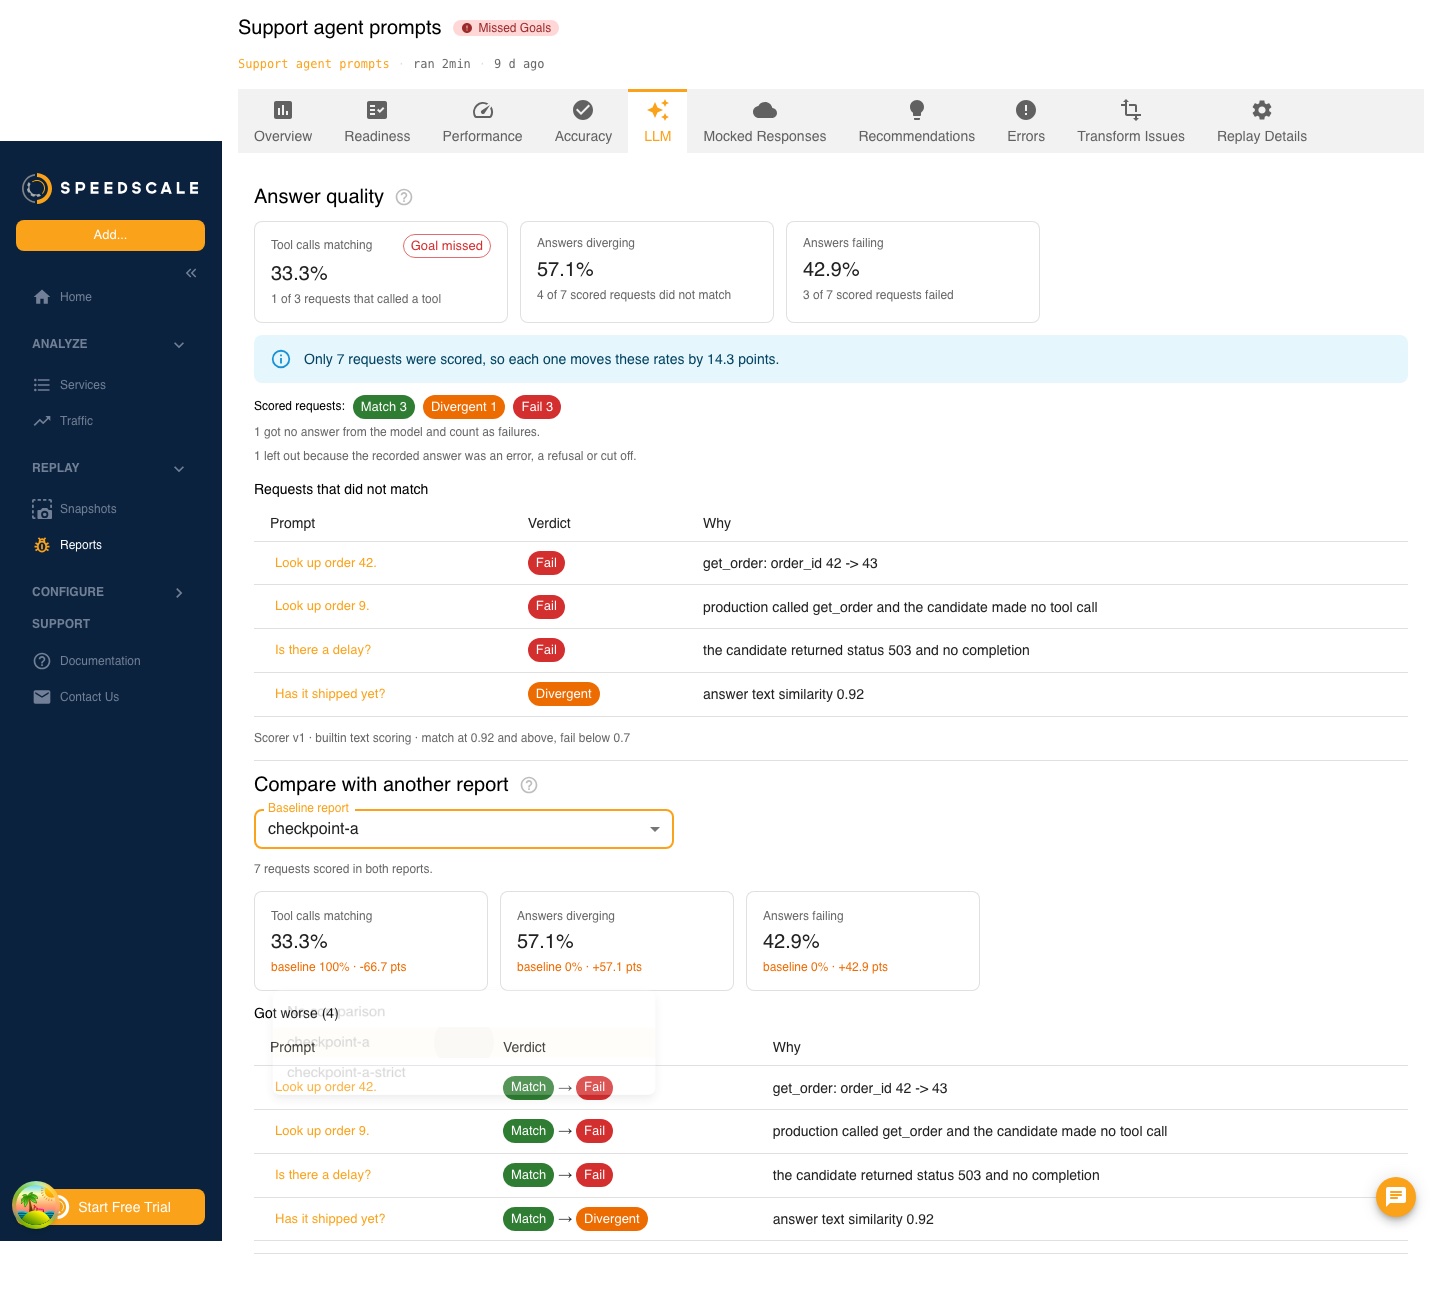 Support agent prompts
Missed Goals
Support agent prompts · ran 2min · 9 d ago
Overview
Readiness
Performance
Accuracy
LLM
Mocked Responses
Recommendations
Errors
Transform Issues
Replay Details
SPEEDSCALE
Add...
Home
ANALYZE
Services
Traffic
REPLAY
Snapshots
Reports
CONFIGURE
SUPPORT
Documentation
Contact Us
Start Free Trial
Answer quality
Tool calls matching
Goal missed
33.3%
1 of 3 requests that called a tool
Answers diverging
57.1%
4 of 7 scored requests did not match
Answers failing
42.9%
3 of 7 scored requests failed
Only 7 requests were scored, so each one moves these rates by 14.3 points.
Scored requests: Match 3 Divergent 1 Fail 3
1 got no answer from the model and count as failures.
1 left out because the recorded answer was an error, a refusal or cut off.
Requests that did not match
Prompt Verdict Why
Look up order 42. Fail get_order: order_id 42 -> 43
Look up order 9. Fail production called get_order and the candidate made no tool call
Is there a delay? Fail the candidate returned status 503 and no completion
Has it shipped yet? Divergent answer text similarity 0.92
Scorer v1 · builtin text scoring · match at 0.92 and above, fail below 0.7
Compare with another report
Baseline report
checkpoint-a
7 requests scored in both reports.
Tool calls matching
33.3%
baseline 100% · -66.7 pts
Answers diverging
57.1%
baseline 0% · +57.1 pts
Answers failing
42.9%
baseline 0% · +42.9 pts
No comparison
Got worse (4)
checkpoint-a
Prompt Verdict Why
checkpoint-a-strict
Look up order 42. Match → Fail get_order: order_id 42 -> 43
Look up order 9. Match → Fail production called get_order and the candidate made no tool call
Is there a delay? Match → Fail the candidate returned status 503 and no completion
Has it shipped yet? Match → Divergent answer text similarity 0.92